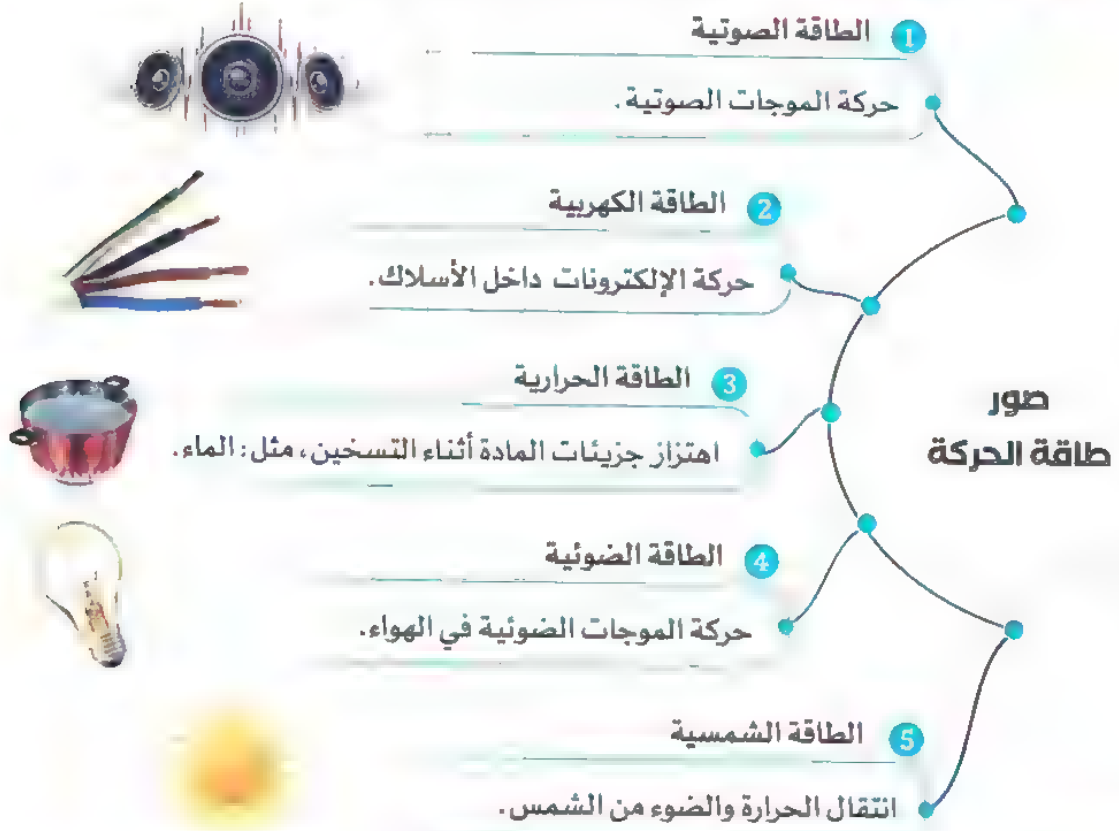 1 الطاقة الصوتية
حركة الموجات الصوتية.
2 الطاقة الكهربية
حركة الإلكترونات داخل الأسلاك.
صور
طاقة الحركة
3 الطاقة الحرارية
اهتزاز جزيئات المادة أثناء التسخين، مثل: الماء.
4 الطاقة الضوئية
حركة الموجات الضوئية في الهواء.
5 الطاقة الشمسية
انتقال الحرارة والضوء من الشمس.